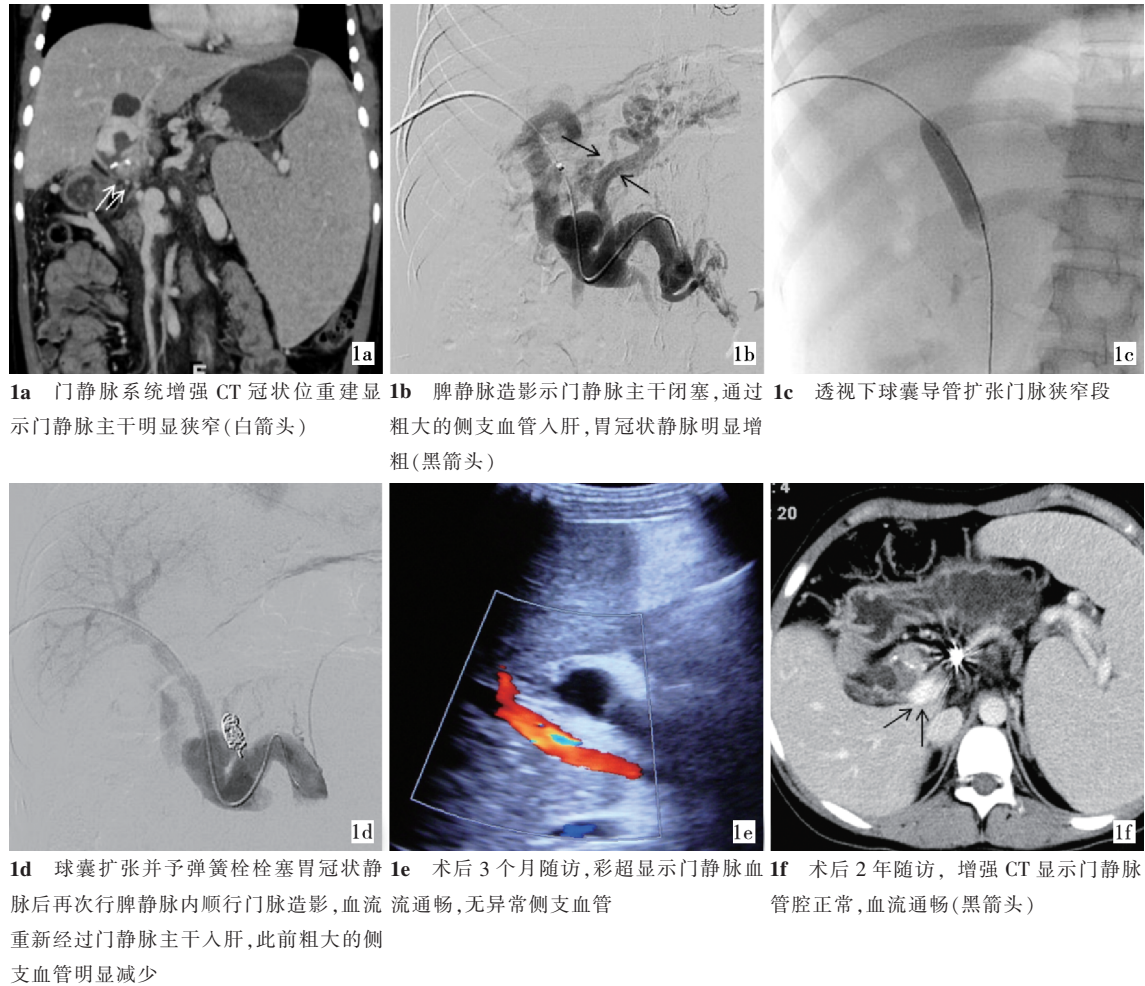 1a
1b
1c
1a 门静脉系统增强 CT 冠状位重建显
示门静脉主干明显狭窄(白箭头)
1b 脾静脉造影示门静脉主干闭塞,通过
粗大的侧支血管入肝,胃冠状静脉明显增
粗(黑箭头)
1c 透视下球囊导管扩张门脉狭窄段
4
20
1d
1e
1f
1d 球囊扩张并予弹簧栓栓塞胃冠状静
脉后再次行脾静脉内顺行门脉造影,血流
重新经过门静脉主干入肝,此前粗大的侧
支血管明显减少
1e 术后 3 个月随访,彩超显示门静脉血
流通畅,无异常侧支血管
1f 术后 2 年随访, 增强 CT 显示门静脉
管腔正常,血流通畅(黑箭头)